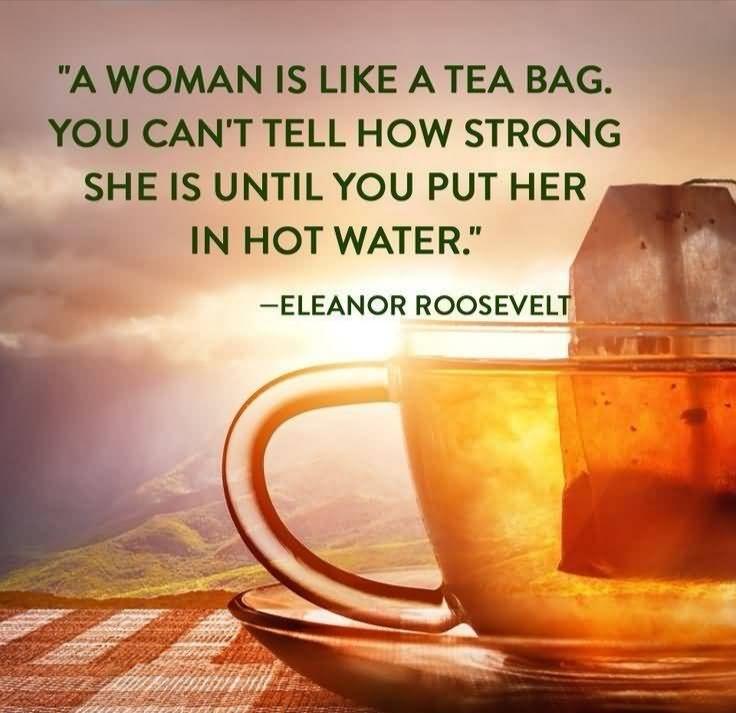 "A WOMAN IS LIKE A TEA BAG.
YOU CAN'T TELL HOW STRONG
SHE IS UNTIL YOU PUT HER
IN HOT WATER."
—ELEANOR ROOSEVELT